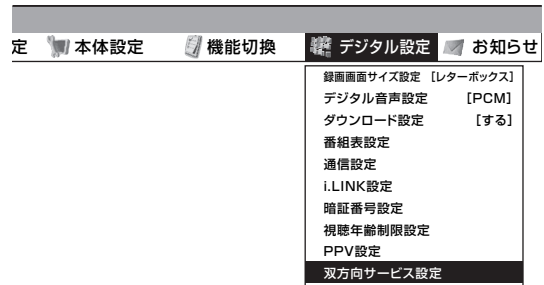 定 本体設定 機能切換 デジタル設定 お知らせ
録画画面サイズ設定 [レターボックス]
デジタル音声設定 [PCM]
ダウンロード設定 [する]
番組表設定
通信設定
i.LINK設定
暗証番号設定
視聴年齢制限設定
PPV設定
双方向サービス設定